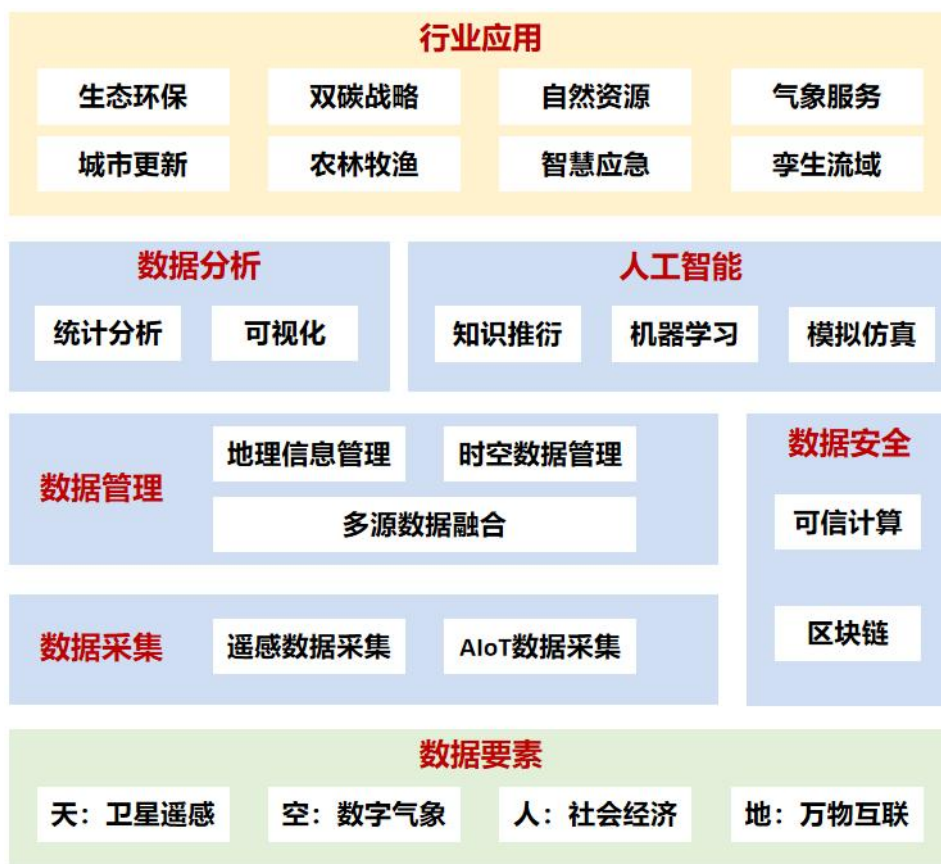 行业应用
生态环保 双碳战略 自然资源 气象服务
城市更新 农林牧渔 智慧应急 孪生流域
数据分析
统计分析 可视化
人工智能
知识推衍 机器学习 模拟仿真
数据管理
地理信息管理 时空数据管理
多源数据融合
数据采集
遥感数据采集 AIoT数据采集
数据安全
可信计算
区块链
数据要素
天：卫星遥感 空：数字气象 人：社会经济 地：万物互联